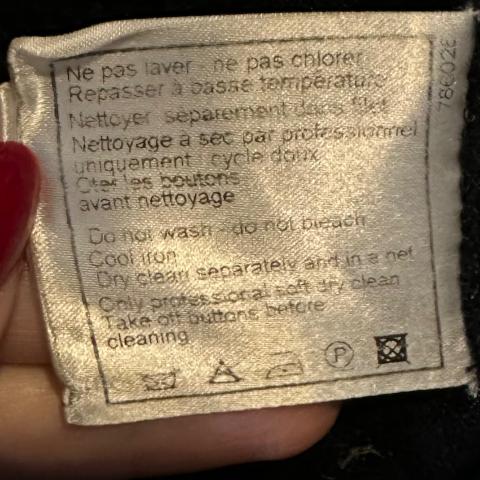 Ne pas laver - ne pas chlorer
Repasser à basse température
Nettoyer séparement dans filet
Nettoyage à sec par professionnel
uniquement cycle doux
Oter les boutons
avant nettoyage
Do not wash - do not bleach
Cool iron
Dry clean separately and in a net
Only professional soft dry clean
Take off buttons before
cleaning
P